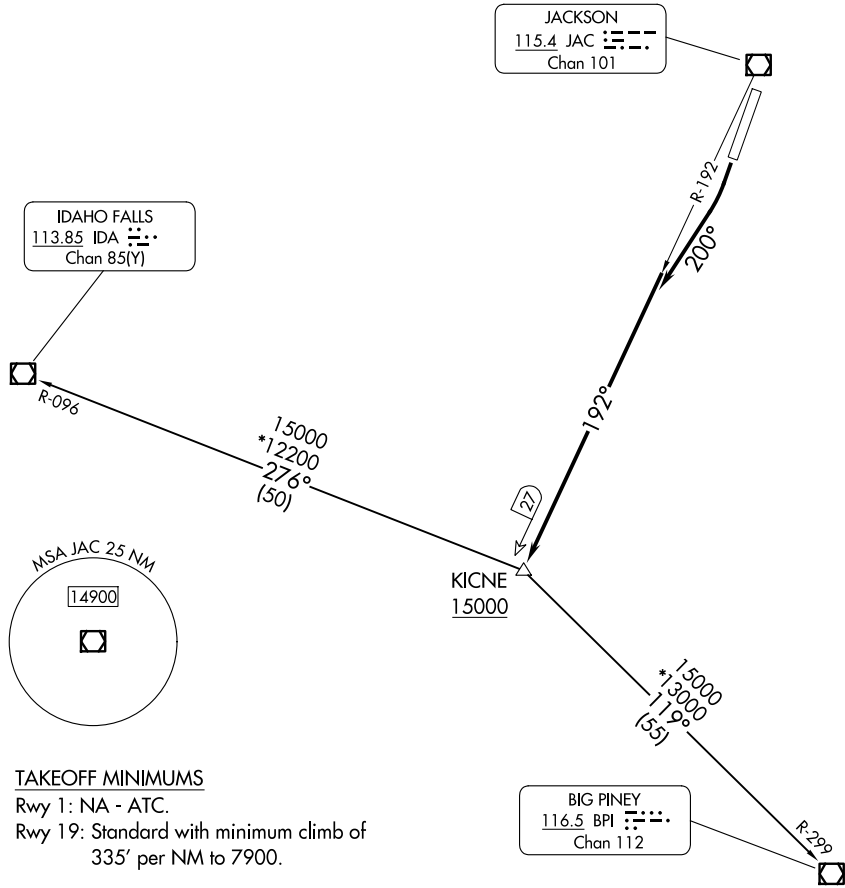 JACKSON
115.4 JAC
Chan 101
R-192
200°
IDAHO FALLS
113.85 IDA
Chan 85(Y)
R-096
15000
*12200
276°
(50)
192°
27
KICNE
15000
MSA JAC 25 NM
14900
15000
*13000
119°
(55)
TAKEOFF MINIMUMS
Rwy 1: NA - ATC.
Rwy 19: Standard with minimum climb of
335' per NM to 7900.
BIG PINEY
116.5 BPI
Chan 112
R-299